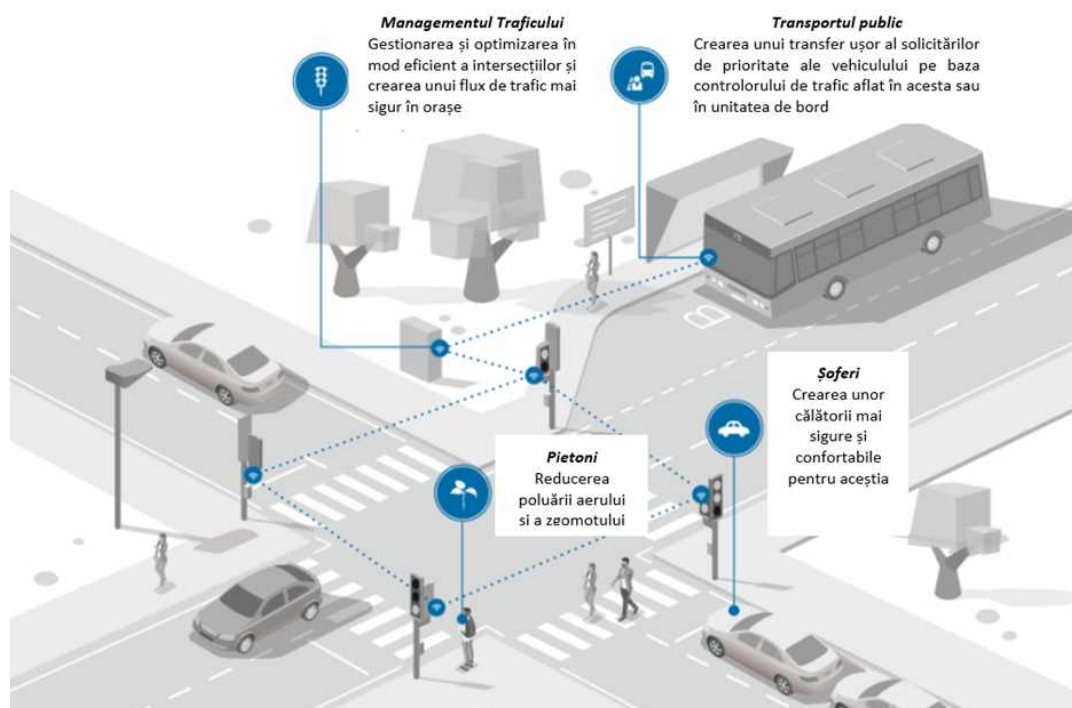 Managementul Traficului
Gestionarea și optimizarea în
mod eficient a intersecțiilor și
crearea unui flux de trafic mai
sigur în orașe
Transportul public
Crearea unui transfer ușor al solicitărilor
de prioritate ale vehiculului pe baza
controlorului de trafic aflat în acesta sau
în unitatea de bord
Șoferi
Crearea unor
călătorii mai
sigure și
confortabile
pentru aceștia
Pietoni
Reducerea
poluării aerului
si a zgomotului
B